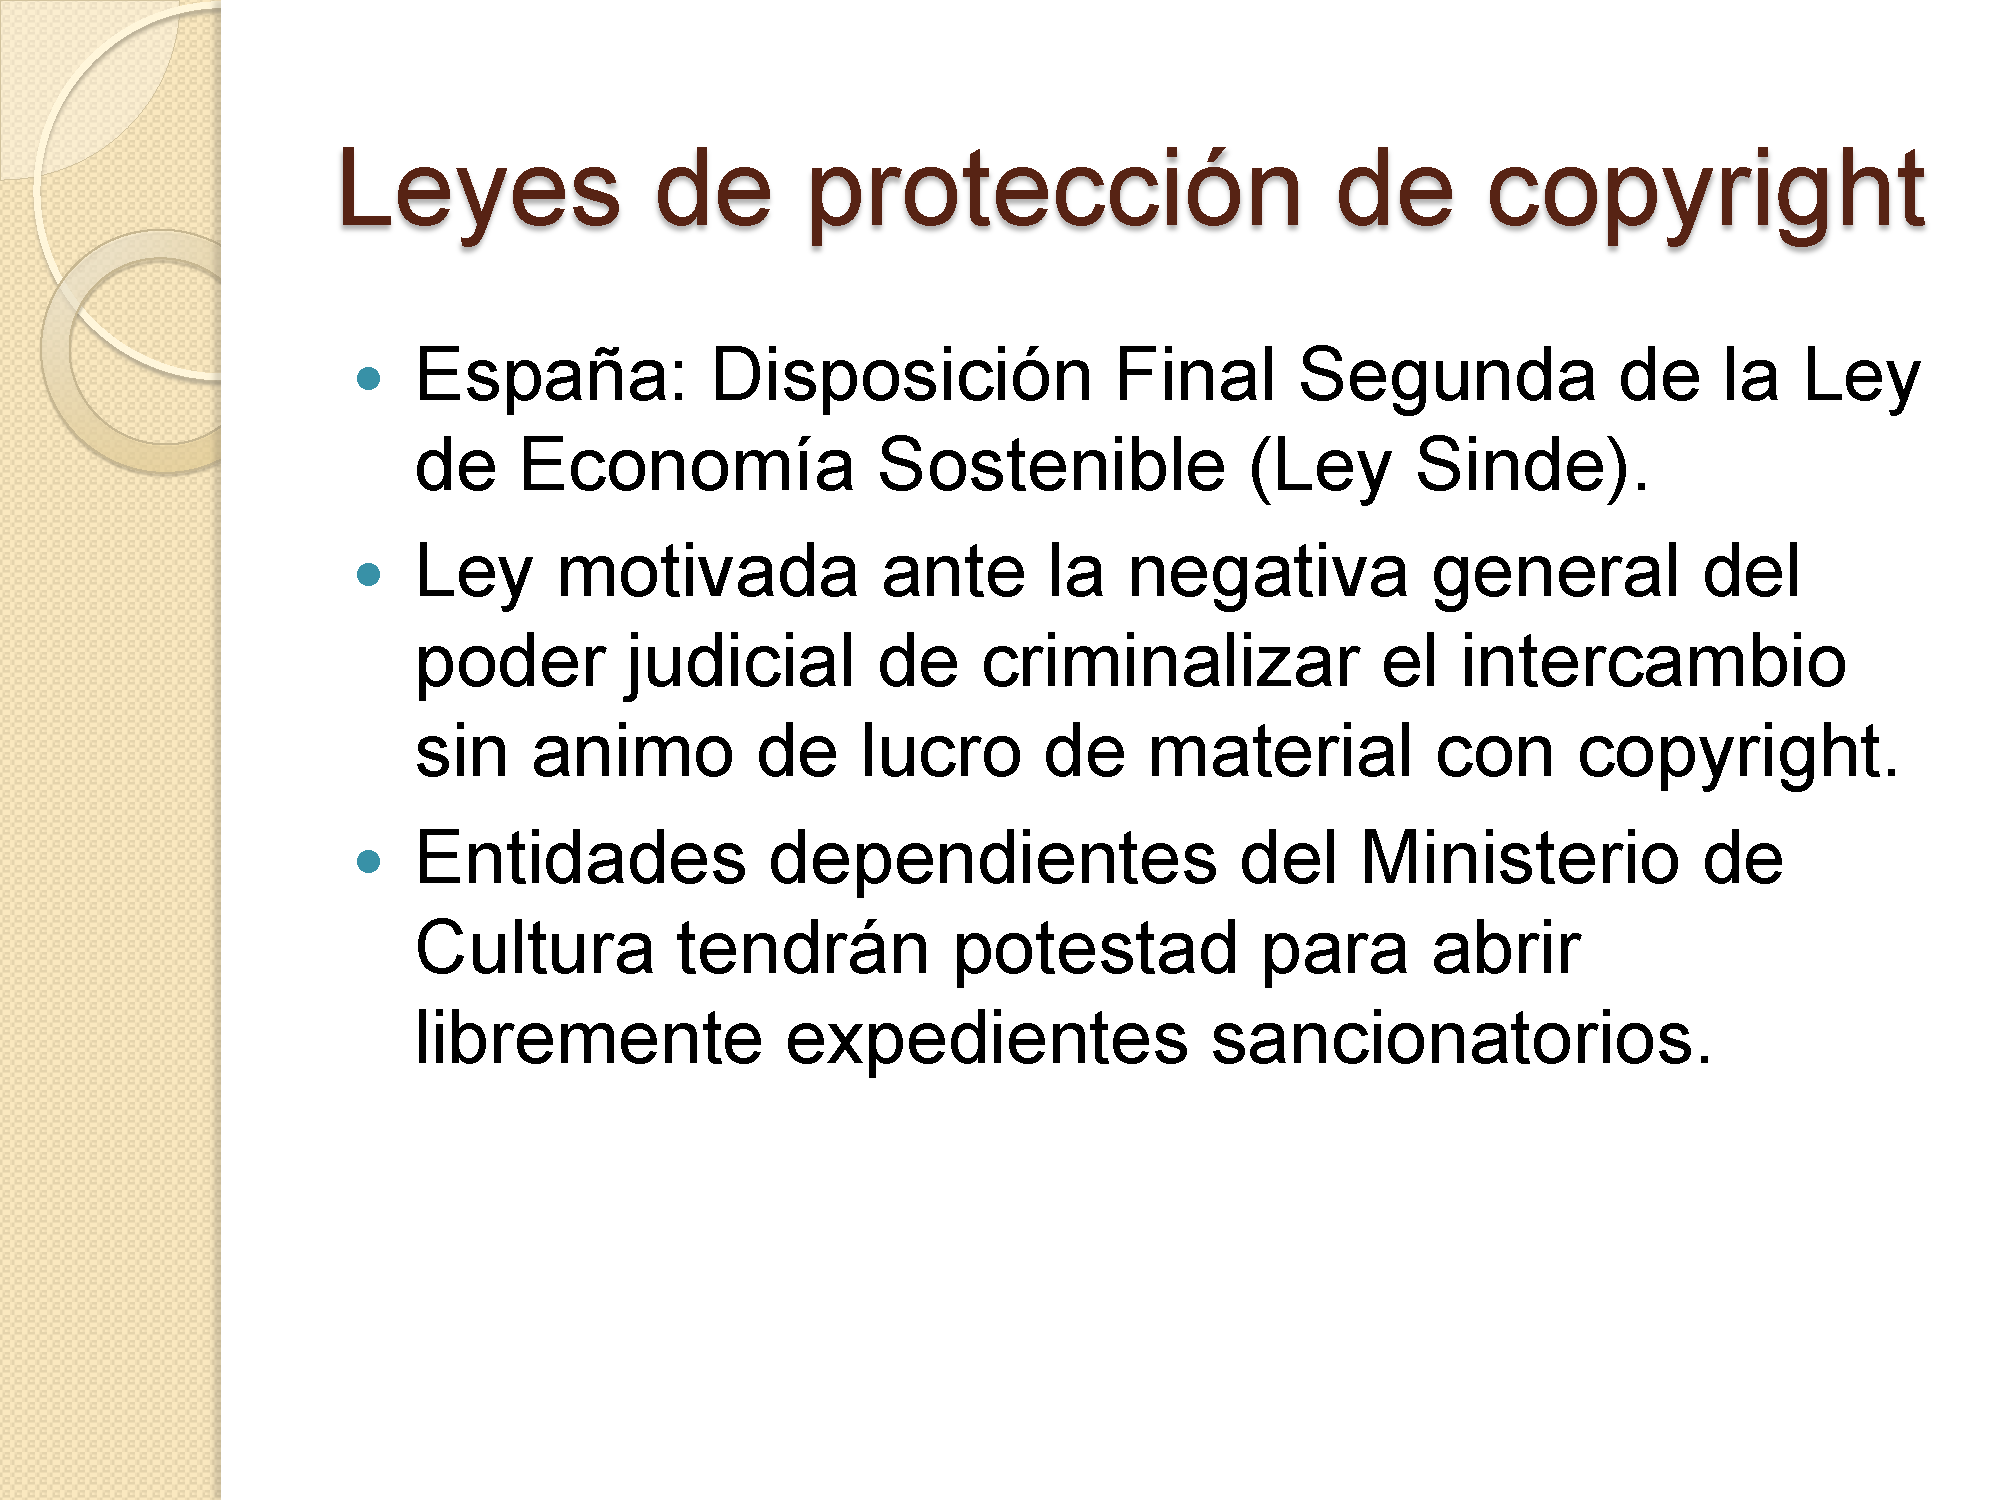 Leyes de protección de copyright
España: Disposición Final Segunda de la Ley
de Economía Sostenible (Ley Sinde).
Ley motivada ante la negativa general del
poder judicial de criminalizar el intercambio
sin animo de lucro de material con copyright.
Entidades dependientes del Ministerio de
Cultura tendrán potestad para abrir
libremente expedientes sancionatorios.